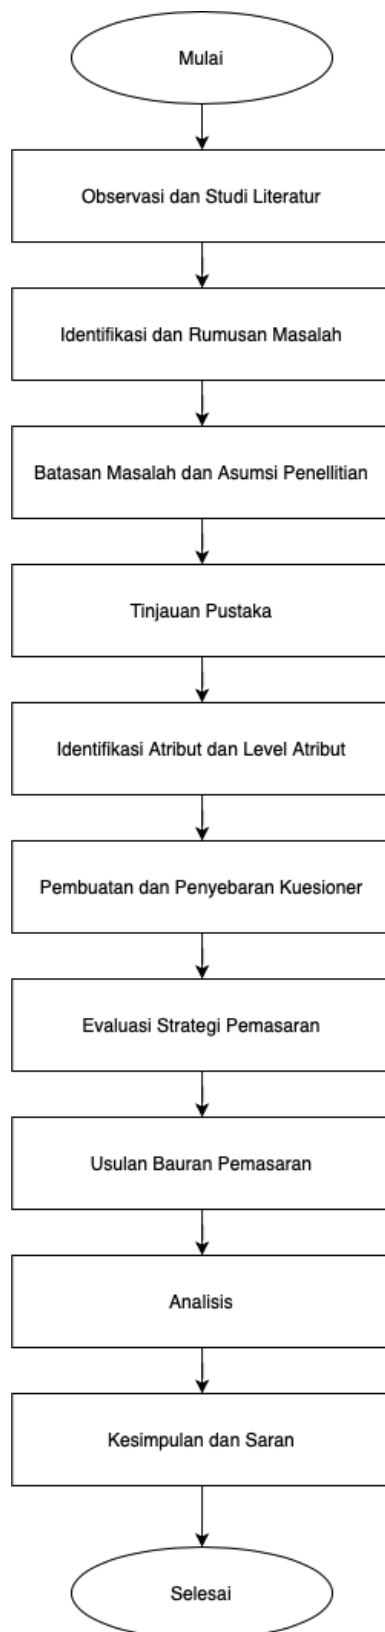 Mulai
Observasi dan Studi Literatur
Identifikasi dan Rumusan Masalah
Batasan Masalah dan Asumsi Penellitian
Tinjauan Pustaka
Identifikasi Atribut dan Level Atribut
Pembuatan dan Penyebaran Kuesioner
Evaluasi Strategi Pemasaran
Usulan Bauran Pemasaran
Analisis
Kesimpulan dan Saran
Selesai